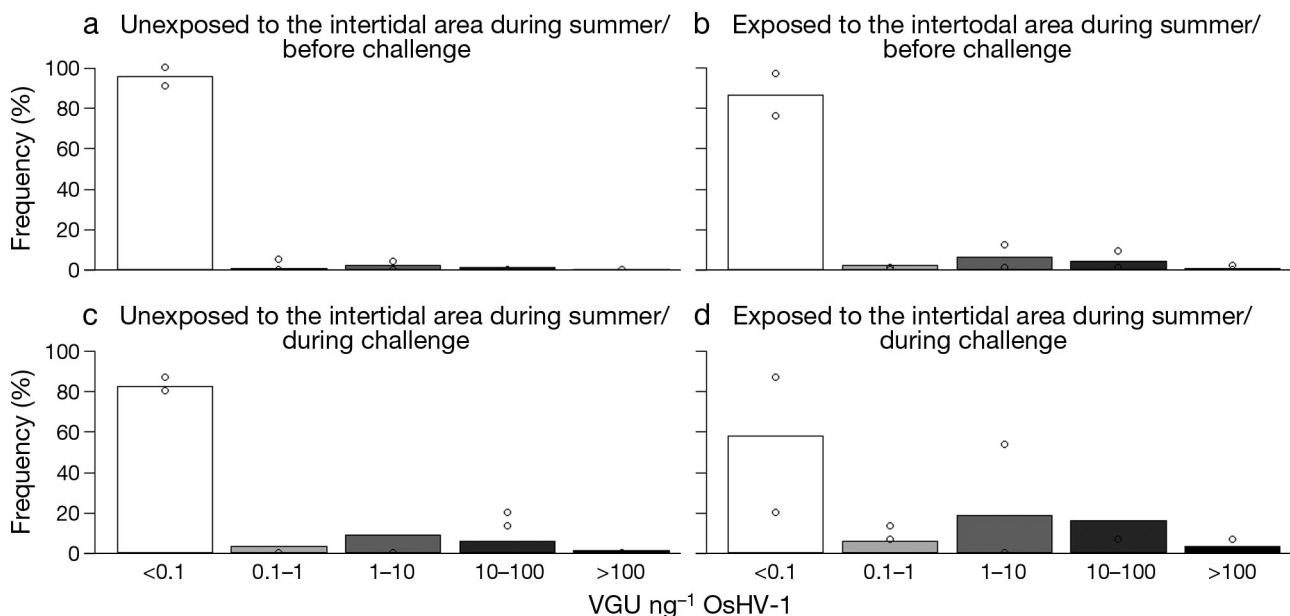 a Unexposed to the intertidal area during summer/
before challenge
b Exposed to the intertodal area during summer/
before challenge
Frequency (%)
100
80
60
40
20
0
c Unexposed to the intertidal area during summer/
during challenge
d Exposed to the intertidal area during summer/
during challenge
Frequency (%)
100
80
60
40
20
0
<0.1 0.1–1 1–10 10–100 >100
<0.1 0.1–1 1–10 10–100 >100
VGU ng⁻¹ OsHV-1